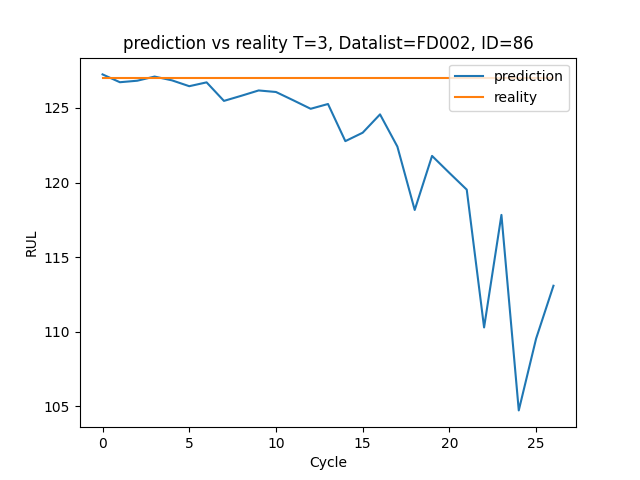 prediction vs reality T=3, Datalist=FD002, ID=86
prediction
reality
RUL
125
120
115
110
105
0 5 10 15 20 25
Cycle